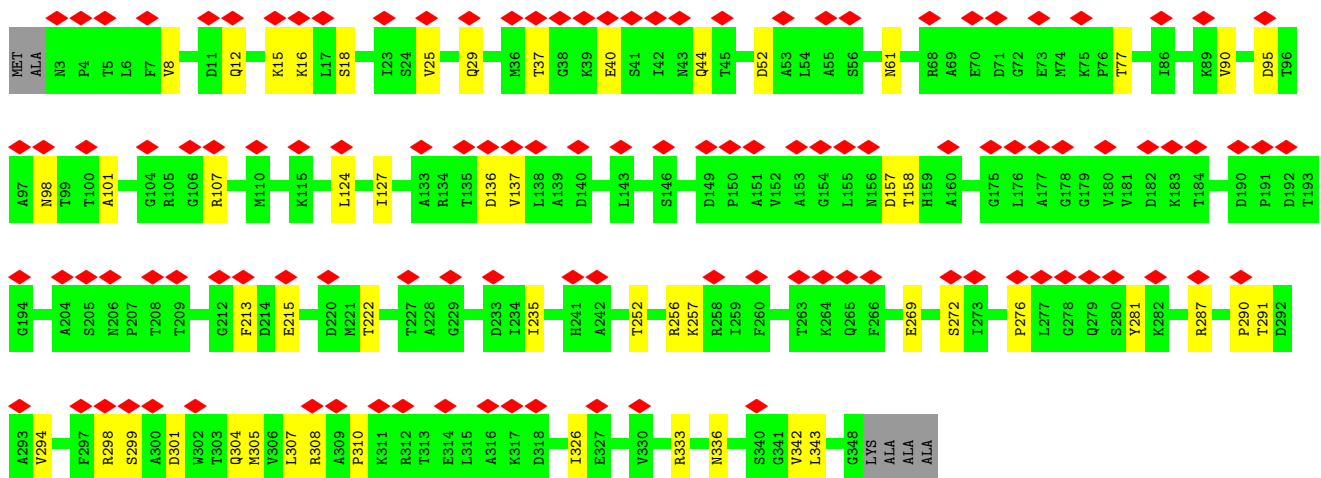 MET ALA N3 P4 T5 L6 F7 V8 D11 Q12 K15 K16 L17 S18 I23 S24 V25 Q29 M36 T37 G38 K39 E40 S41 I42 N43 Q44 T45 D52 A53 L54 A55 S56 N61 R68 A69 E70 D71 G72 E73 M74 K75 P76 T77 I86 K89 V90 D95 T96
A97 N98 T99 T100 A101 G104 R105 G106 R107 M110 K115 L124 I127 A133 R134 T135 D136 V137 L138 A139 D140 L143 S146 D149 P150 A151 V152 A153 G154 L155 N156 D157 T158 H159 A160 G175 L176 A177 G178 G179 V180 V181 D182 K183 T184 D190 P191 D192 T193
G194 A204 S205 N206 P207 T208 T209 G212 F213 D214 E215 D220 M221 T222 T227 A228 G229 D233 I234 I235 H241 A242 T252 R256 K257 R258 I259 F260 T263 K264 Q265 F266 E269 S272 I273 P276 L277 G278 Q279 S280 Y281 K282 R287 P290 T291 D292
A293 V294 F297 R298 S299 A300 D301 W302 T303 Q304 M305 V306 L307 R308 A309 P310 K311 R312 T313 E314 L315 A316 K317 D318 I326 E327 V330 R333 N336 S340 G341 V342 L343 G348 LYS ALA ALA ALA